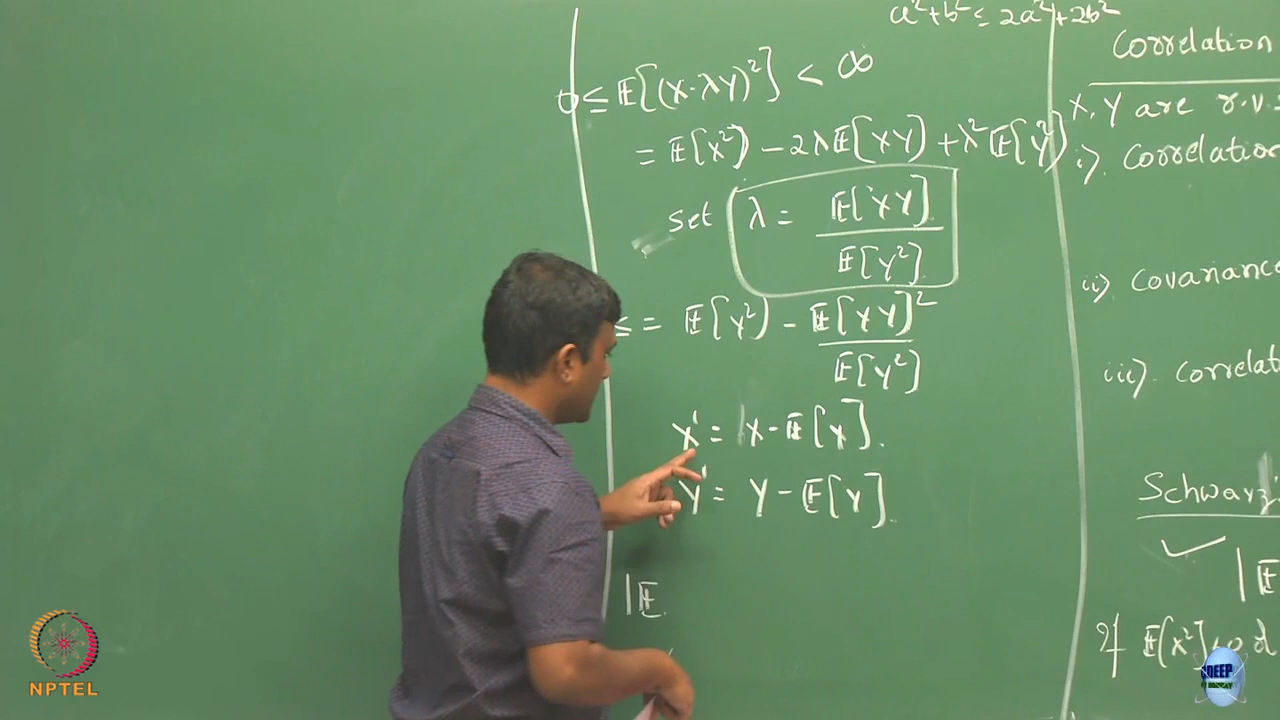 a²+b² ≤ 2a²+2b²
0 ≤ E[(X-λY)²] < ∞
= E[X²) - 2λE[XY) + λ²E[Y²)
set λ = E[XY] / E[Y²]
≤ = E[Y²) - E[XY]² / E[Y²)
X' = X - E[X].
Y' = Y - E[Y].
|E
Correlation
X, Y are r.v.
i) Correlation
ii) Covariance
iii). Correlat
Schwarz
✓ |E
If E[X²]
NPTEL